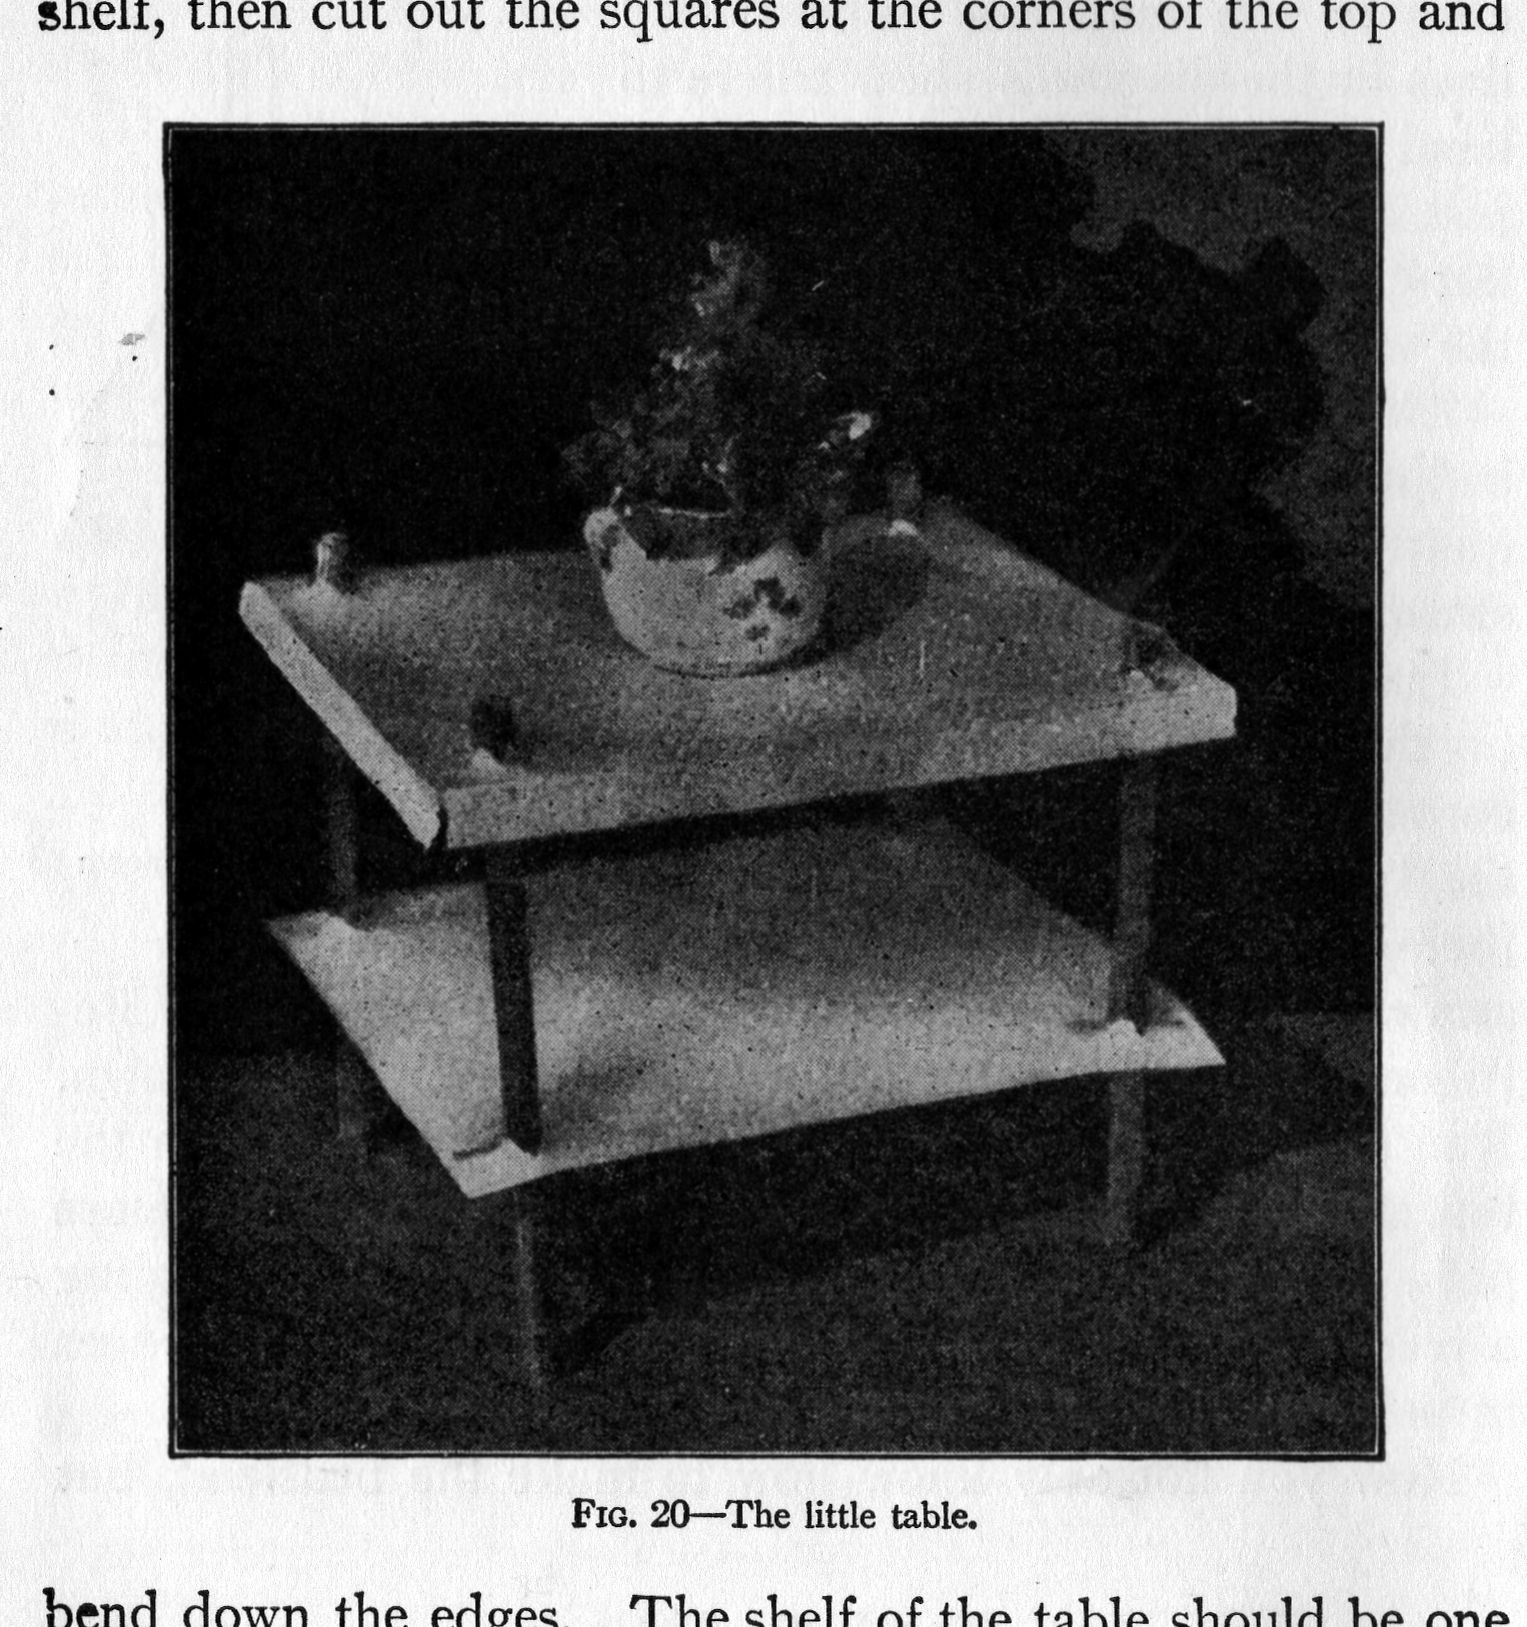 shelf, then cut out the squares at the corners of the top and
FIG. 20—The little table.
bend down the edges. The shelf of the table should be one